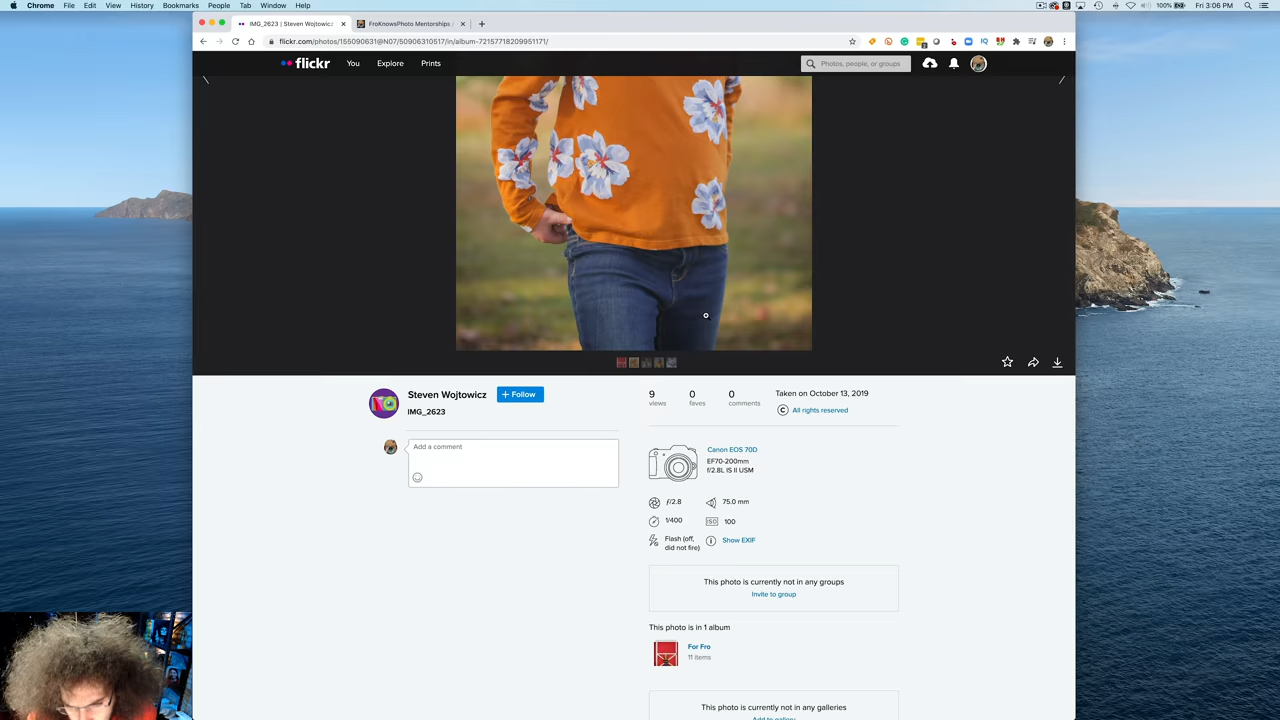 Chrome File Edit View History Bookmarks People Tab Window Help
100% Fri 3:06 PM
IMG_2623 | Steven Wojtowicz
FroKnowsPhoto Mentorships
flickr.com/photos/155090631@N07/50906310517/in/album-72157718209951171/
flickr You Explore Prints
Photos, people, or groups
Steven Wojtowicz
+ Follow
IMG_2623
Add a comment
9 0 0
views faves comments
Taken on October 13, 2019
All rights reserved
Canon EOS 70D
EF70-200mm
f/2.8L IS II USM
ƒ/2.8
75.0 mm
1/400
ISO 100
Flash (off,
did not fire)
Show EXIF
This photo is currently not in any groups
Invite to group
This photo is in 1 album
For Fro
11 items
This photo is currently not in any galleries
Add to gallery